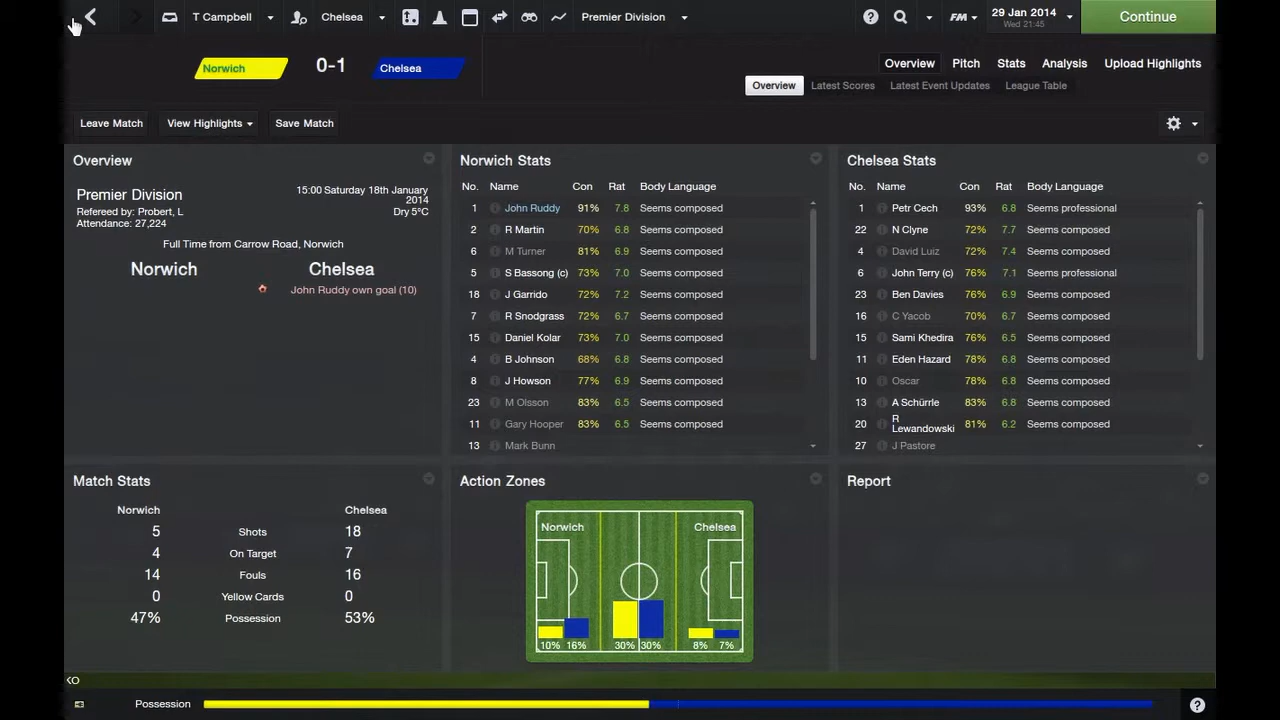 T Campbell Chelsea Premier Division FM 29 Jan 2014 Continue
Wed 21:45
Norwich 0-1 Chelsea
Overview Pitch Stats Analysis Upload Highlights
Overview Latest Scores Latest Event Updates League Table
Leave Match View Highlights Save Match
Overview
Premier Division
Refereed by: Probert, L
Attendance: 27,224
15:00 Saturday 18th January
2014
Dry 5°C
Full Time from Carrow Road, Norwich
Norwich Chelsea
John Ruddy own goal (10)
Norwich Stats
No. Name Con Rat Body Language
1 John Ruddy 91% 7.8 Seems composed
2 R Martin 70% 6.8 Seems composed
6 M Turner 81% 6.9 Seems composed
5 S Bassong (c) 73% 7.0 Seems composed
18 J Garrido 72% 7.2 Seems composed
7 R Snodgrass 72% 6.7 Seems composed
15 Daniel Kolar 73% 7.0 Seems composed
4 B Johnson 68% 6.8 Seems composed
8 J Howson 77% 6.9 Seems composed
23 M Olsson 83% 6.5 Seems composed
11 Gary Hooper 83% 6.5 Seems composed
13 Mark Bunn
Chelsea Stats
No. Name Con Rat Body Language
1 Petr Cech 93% 6.8 Seems professional
22 N Clyne 72% 7.7 Seems composed
4 David Luiz 72% 7.4 Seems composed
6 John Terry (c) 76% 7.1 Seems professional
23 Ben Davies 76% 6.9 Seems composed
16 C Yacob 70% 6.7 Seems composed
15 Sami Khedira 76% 6.5 Seems composed
11 Eden Hazard 78% 6.8 Seems composed
10 Oscar 78% 6.8 Seems composed
13 A Schürrle 83% 6.8 Seems composed
20 R Lewandowski 81% 6.2 Seems composed
27 J Pastore
Match Stats
Norwich Chelsea
5 Shots 18
4 On Target 7
14 Fouls 16
0 Yellow Cards 0
47% Possession 53%
Action Zones
Norwich Chelsea
10% 16% 30% 30% 8% 7%
Report
Possession